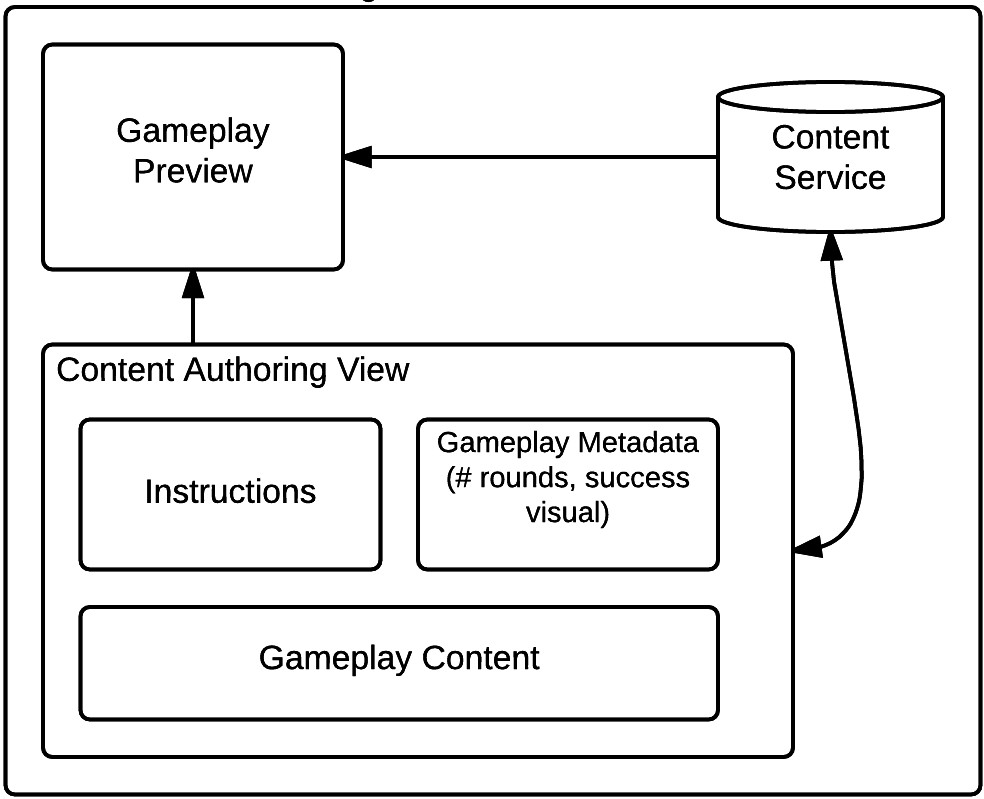 Gameplay
Preview
Content
Service
Content Authoring View
Instructions
Gameplay Metadata
(# rounds, success
visual)
Gameplay Content